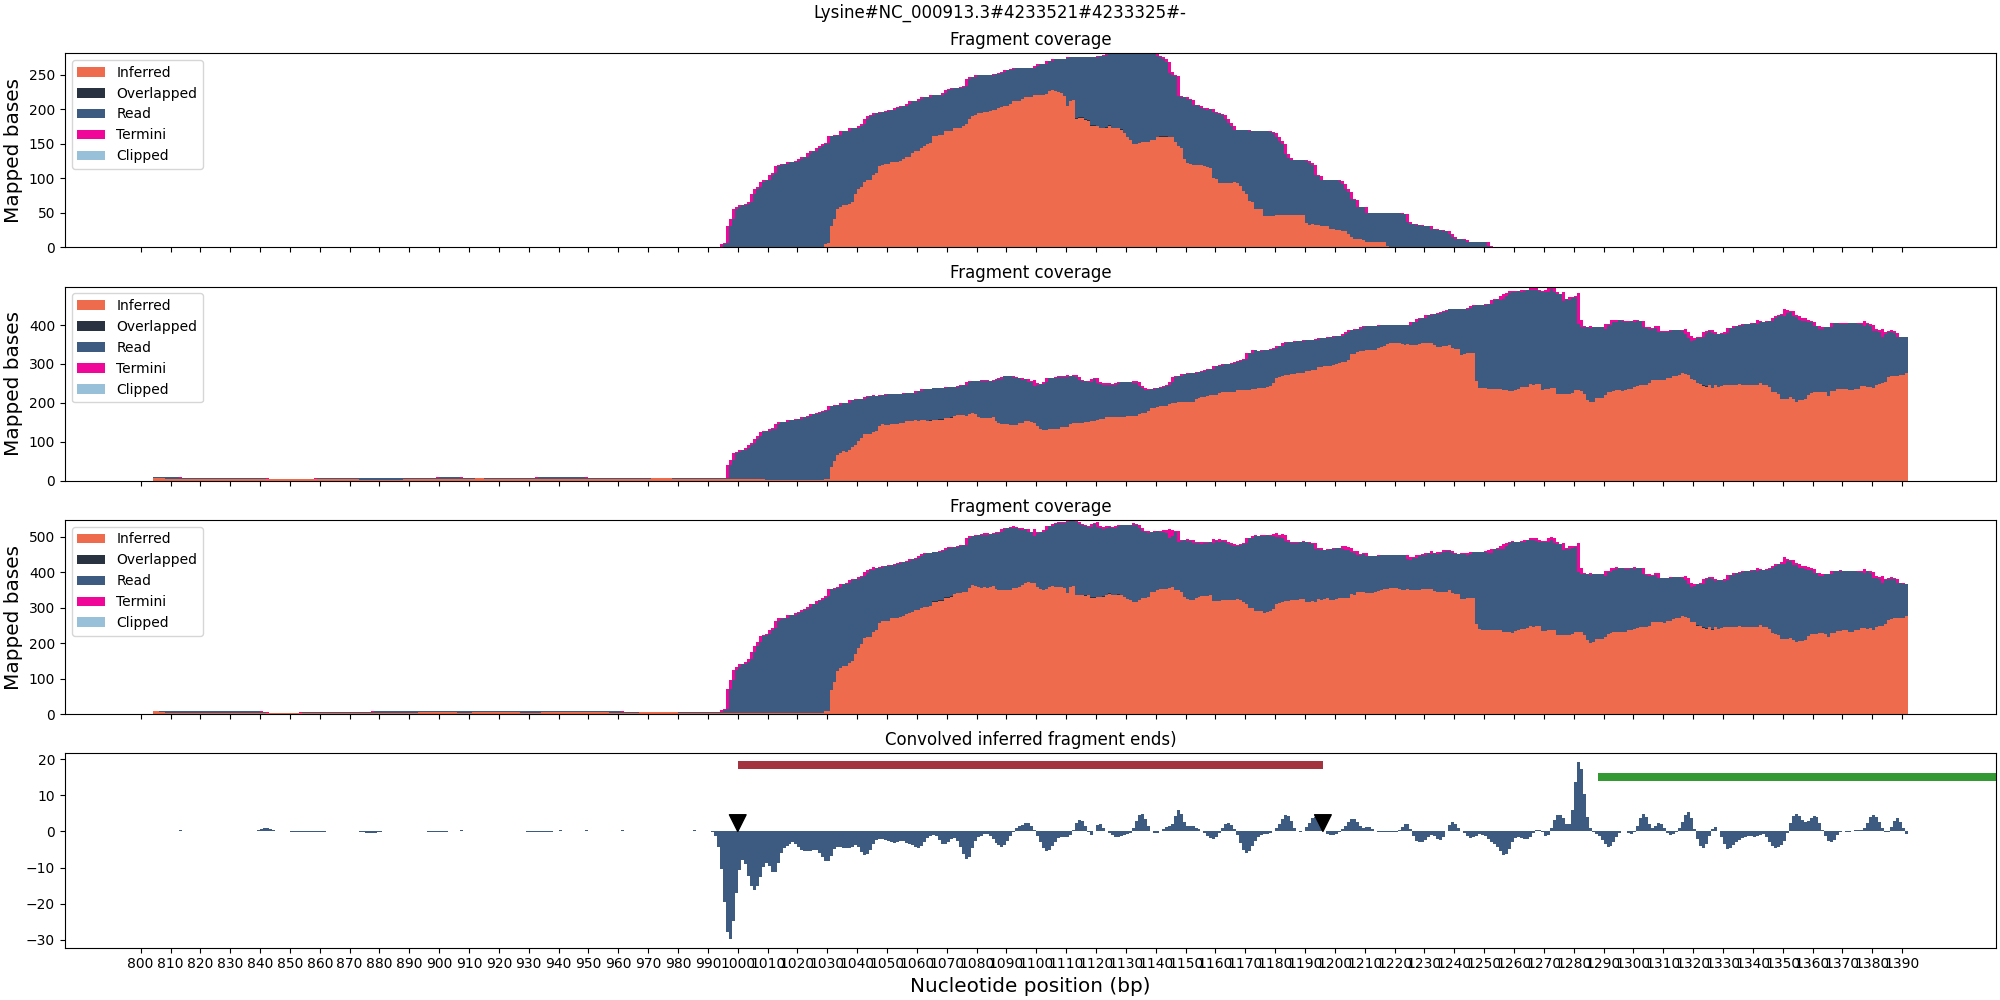 Lysine#NC_000913.3#4233521#4233325#-
Fragment coverage
Mapped bases
250
200
150
100
50
0
Inferred
Overlapped
Read
Termini
Clipped
Fragment coverage
Mapped bases
400
300
200
100
0
Inferred
Overlapped
Read
Termini
Clipped
Fragment coverage
Mapped bases
500
400
300
200
100
0
Inferred
Overlapped
Read
Termini
Clipped
Convolved inferred fragment ends)
20
10
0
−10
−20
−30
800 810 820 830 840 850 860 870 880 890 900 910 920 930 940 950 960 970 980 990 1000 1010 1020 1030 1040 1050 1060 1070 1080 1090 1100 1110 1120 1130 1140 1150 1160 1170 1180 1190 1200 1210 1220 1230 1240 1250 1260 1270 1280 1290 1300 1310 1320 1330 1340 1350 1360 1370 1380 1390
Nucleotide position (bp)